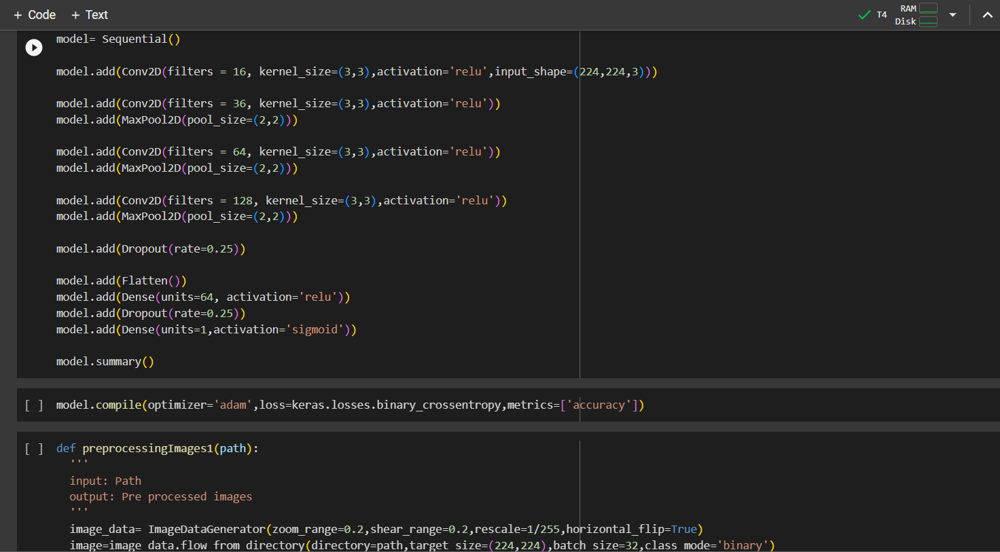 + Code + Text
T4
RAM
Disk
model= Sequential()
model.add(Conv2D(filters = 16, kernel_size=(3,3),activation='relu',input_shape=(224,224,3)))
model.add(Conv2D(filters = 36, kernel_size=(3,3),activation='relu'))
model.add(MaxPool2D(pool_size=(2,2)))
model.add(Conv2D(filters = 64, kernel_size=(3,3),activation='relu'))
model.add(MaxPool2D(pool_size=(2,2)))
model.add(Conv2D(filters = 128, kernel_size=(3,3),activation='relu'))
model.add(MaxPool2D(pool_size=(2,2)))
model.add(Dropout(rate=0.25))
model.add(Flatten())
model.add(Dense(units=64, activation='relu'))
model.add(Dropout(rate=0.25))
model.add(Dense(units=1,activation='sigmoid'))
model.summary()
[ ] model.compile(optimizer='adam',loss=keras.losses.binary_crossentropy,metrics=['accuracy'])
[ ] def preprocessingImages1(path):
'''
input: Path
output: Pre processed images
'''
image_data= ImageDataGenerator(zoom_range=0.2,shear_range=0.2,rescale=1/255,horizontal_flip=True)
image=image_data.flow_from_directory(directory=path,target_size=(224,224),batch_size=32,class_mode='binary')